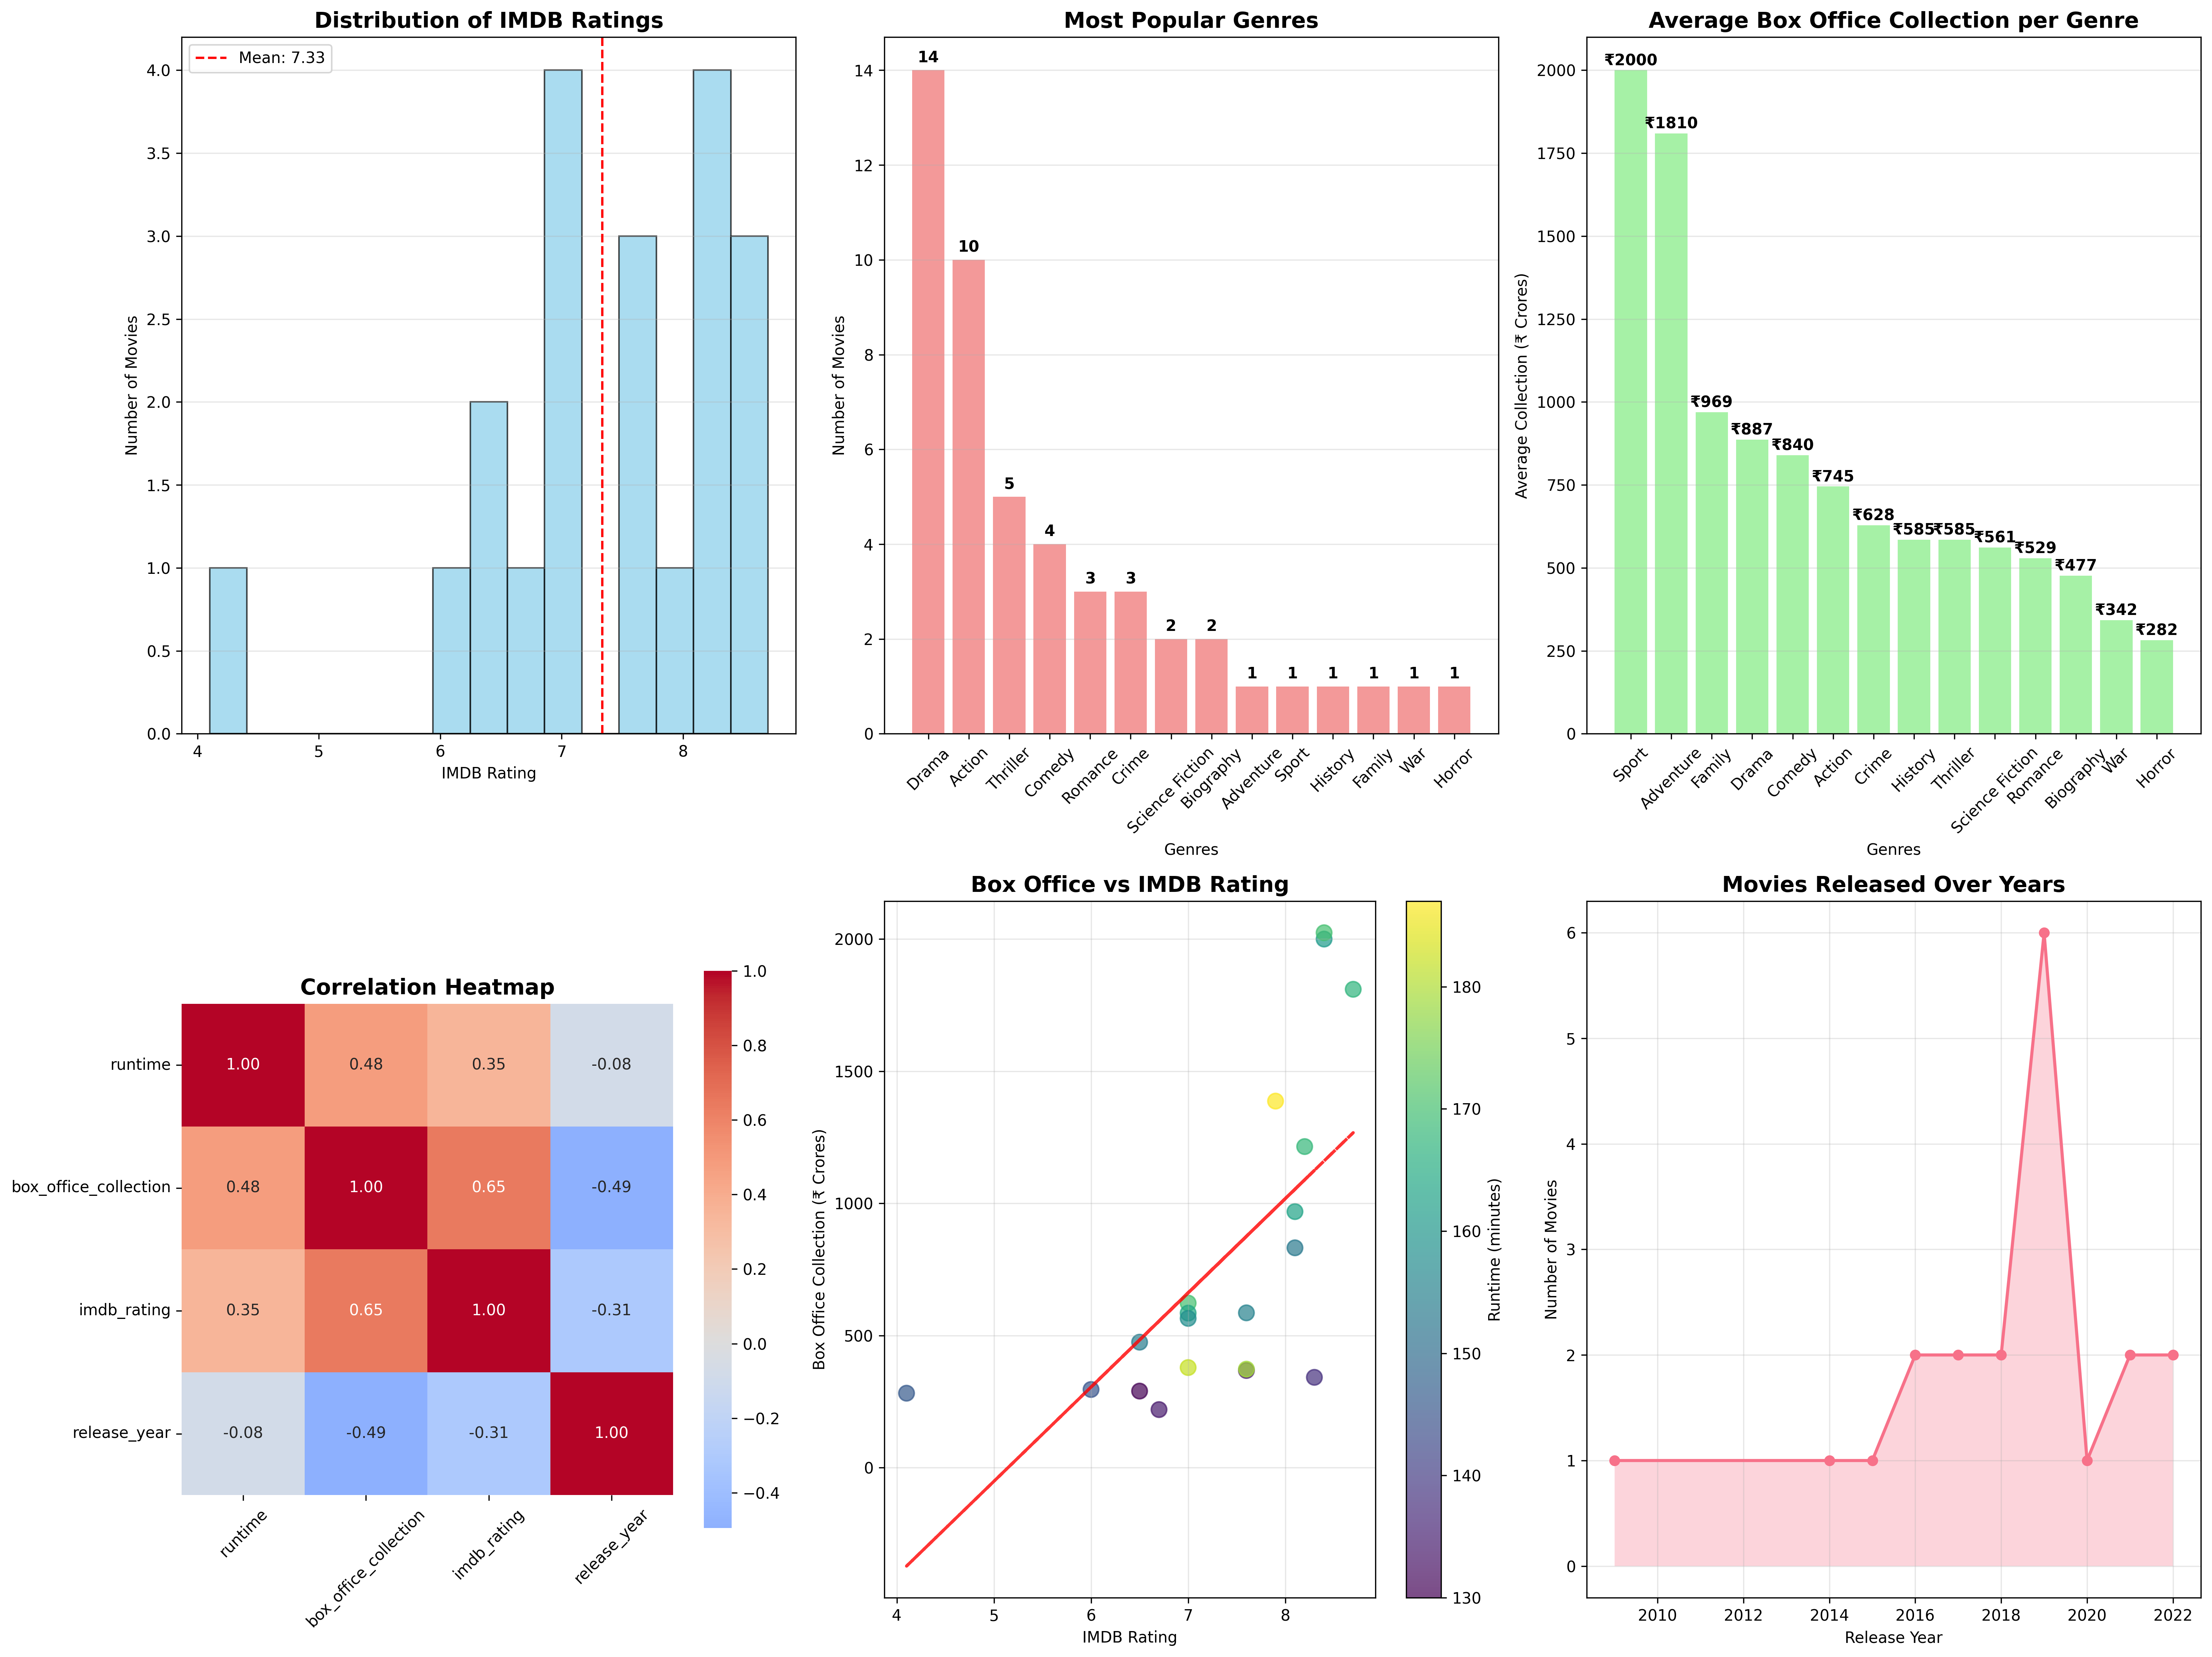 Distribution of IMDB Ratings
Mean: 7.33
4.0
3.5
3.0
2.5
2.0
1.5
1.0
0.5
0.0
Number of Movies
4 5 6 7 8
IMDB Rating
Most Popular Genres
14
12
10
8
6
4
2
0
Number of Movies
14 10 5 4 3 3 2 2 1 1 1 1 1 1
Drama Action Thriller Comedy Romance Crime Science Fiction Biography Adventure Sport History Family War Horror
Genres
Average Box Office Collection per Genre
2000
1750
1500
1250
1000
750
500
250
0
Average Collection (₹ Crores)
₹2000 ₹1810 ₹969 ₹887 ₹840 ₹745 ₹628 ₹585 ₹585 ₹561 ₹529 ₹477 ₹342 ₹282
Sport Adventure Family Drama Comedy Action Crime History Thriller Science Fiction Romance Biography War Horror
Genres
Correlation Heatmap
runtime 1.00 0.48 0.35 -0.08
box_office_collection 0.48 1.00 0.65 -0.49
imdb_rating 0.35 0.65 1.00 -0.31
release_year -0.08 -0.49 -0.31 1.00
runtime box_office_collection imdb_rating release_year
1.0
0.8
0.6
0.4
0.2
0.0
−0.2
−0.4
Box Office vs IMDB Rating
2000
1500
1000
500
0
Box Office Collection (₹ Crores)
4 5 6 7 8
IMDB Rating
180
170
160
150
140
130
Runtime (minutes)
Movies Released Over Years
6
5
4
3
2
1
0
Number of Movies
2010 2012 2014 2016 2018 2020 2022
Release Year